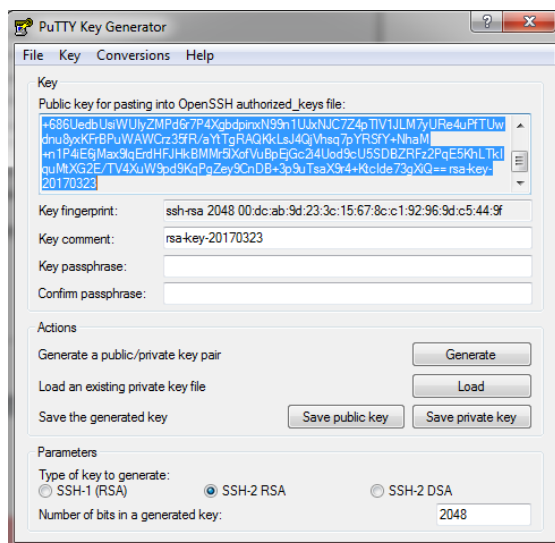 PuTTY Key Generator
File Key Conversions Help
Key
Public key for pasting into OpenSSH authorized_keys file:
+686UedbUsiWUlyZMPd6r7P4XgbdpinxN99n1UJxNJC7Z4pTlV1JLM7yURe4uPfTUw
dnu8yxKFrBPuWAWCrz35fR/aYtTgRAQKkLsJ4QjVhsq7pYRSfY+NhaM
+n1P4iE6jMax9lqErdHFJHkBMMr5lXofVuBpEjGc2i4Uod9cU5SDBZRFz2PqE5KhLTkl
quMtXG2E/TV4XuW9pd9KqPgZey9CnDB+3p9uTsaX9r4+Ktclde73gXiQ== rsa-key-
20170323
Key fingerprint: ssh-rsa 2048 00:dc:ab:9d:23:3c:15:67:8c:c1:92:96:9d:c5:44:9f
Key comment: rsa-key-20170323
Key passphrase:
Confirm passphrase:
Actions
Generate a public/private key pair Generate
Load an existing private key file Load
Save the generated key Save public key Save private key
Parameters
Type of key to generate:
SSH-1 (RSA) SSH-2 RSA SSH-2 DSA
Number of bits in a generated key: 2048